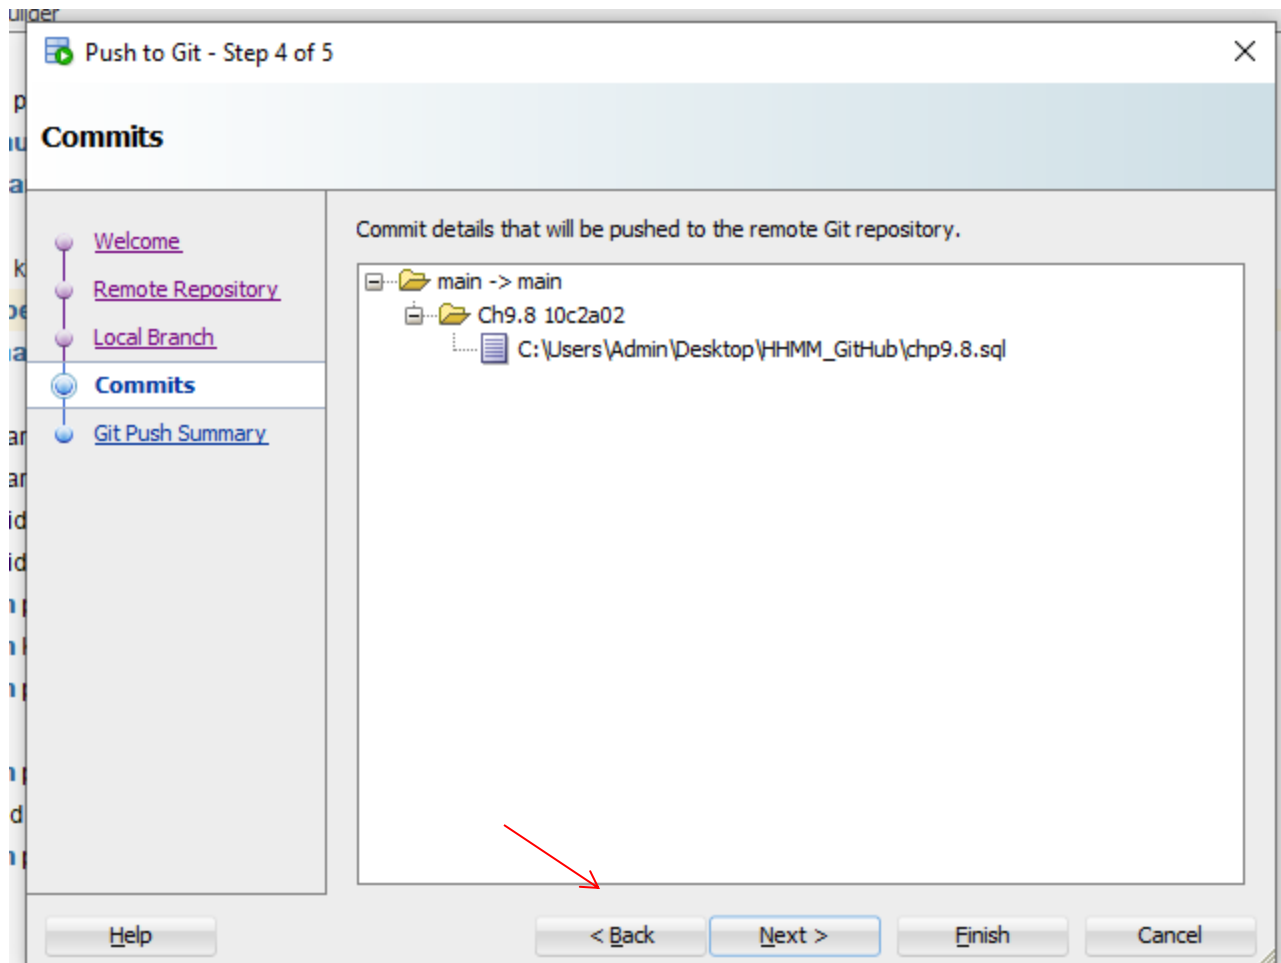 uilder
Push to Git - Step 4 of 5
Commits
Welcome
Remote Repository
Local Branch
Commits
Git Push Summary
Commit details that will be pushed to the remote Git repository.
main -> main
Ch9.8 10c2a02
C:\Users\Admin\Desktop\HHMM_GitHub\chp9.8.sql
Help
< Back
Next >
Finish
Cancel